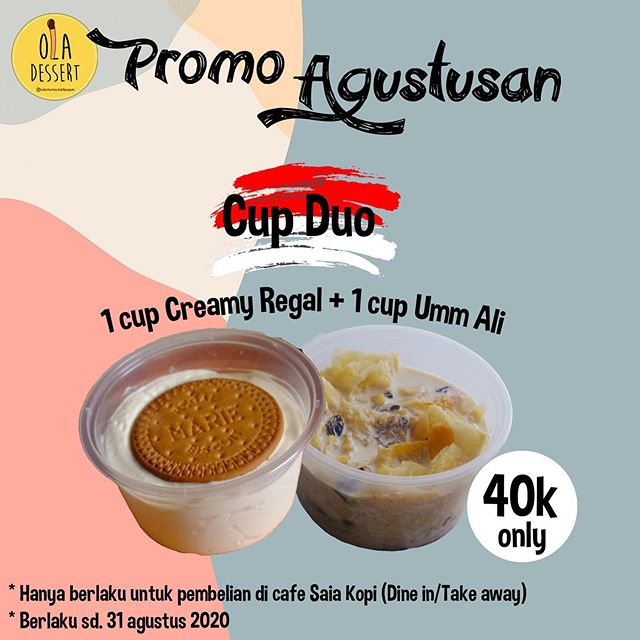 OLA
DESSERT
Promo Agustusan
Cup Duo
1 cup Creamy Regal + 1 cup Umm Ali
MARIE
40k
only
* Hanya berlaku untuk pembelian di cafe Saia Kopi (Dine in/Take away)
* Berlaku sd. 31 agustus 2020